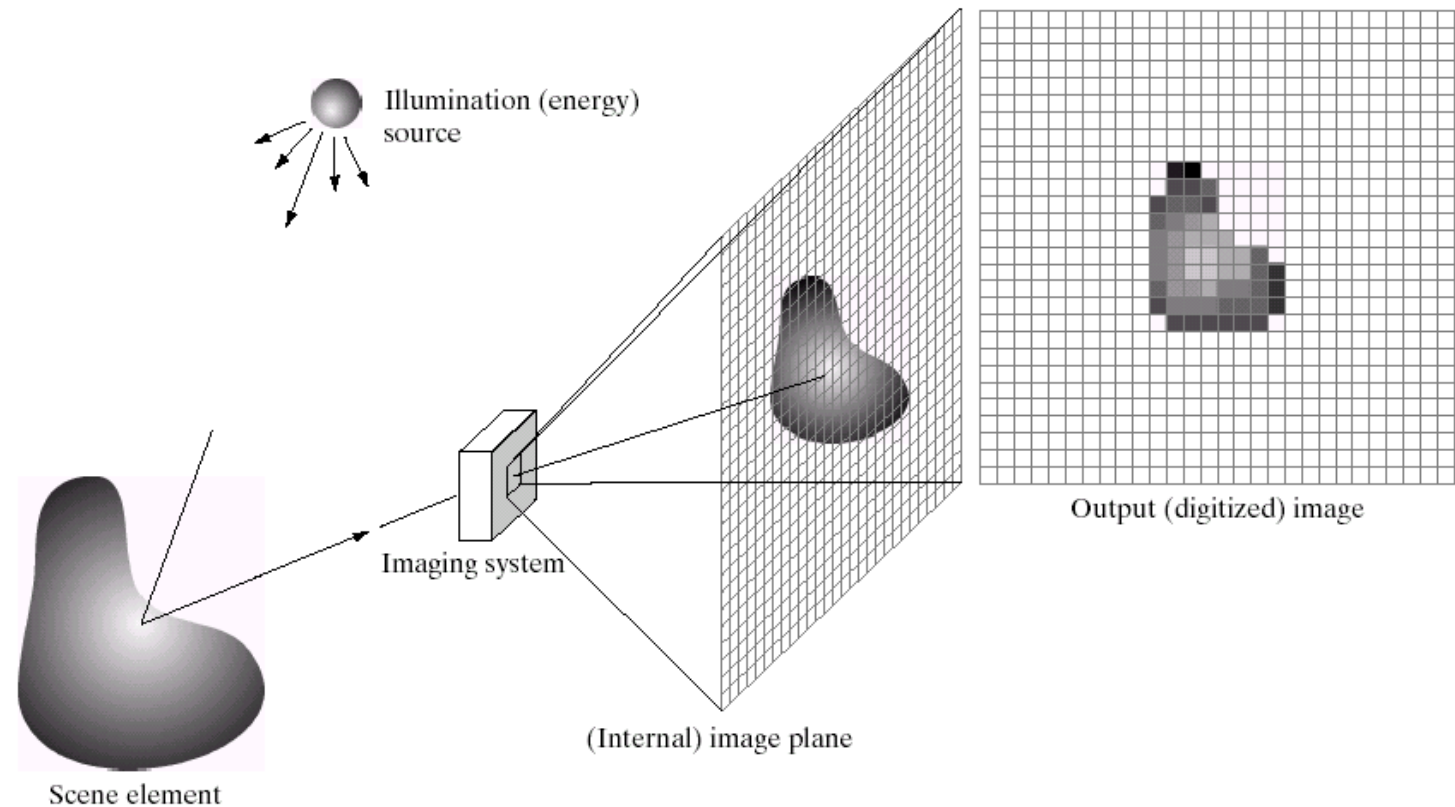 Illumination (energy)
source
Output (digitized) image
Imaging system
(Internal) image plane
Scene element